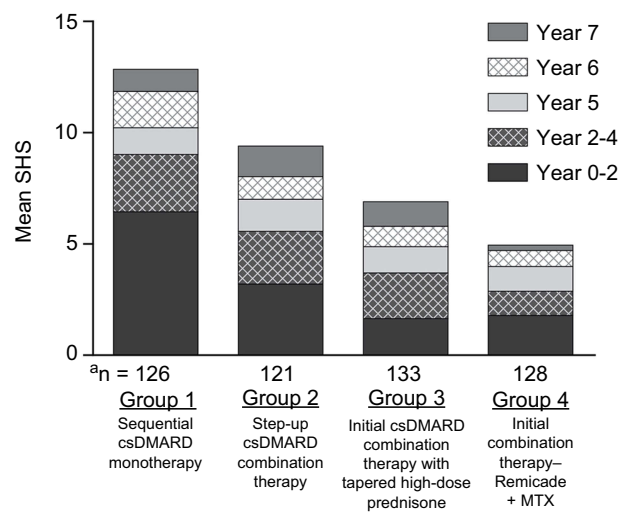 15
10
5
0
Mean SHS
Year 7
Year 6
Year 5
Year 2-4
Year 0-2
ᵃn = 126 121 133 128
Group 1
Sequential
csDMARD
monotherapy
Group 2
Step-up
csDMARD
combination
therapy
Group 3
Initial csDMARD
combination
therapy with
tapered high-dose
prednisone
Group 4
Initial
combination
therapy–
Remicade
+ MTX